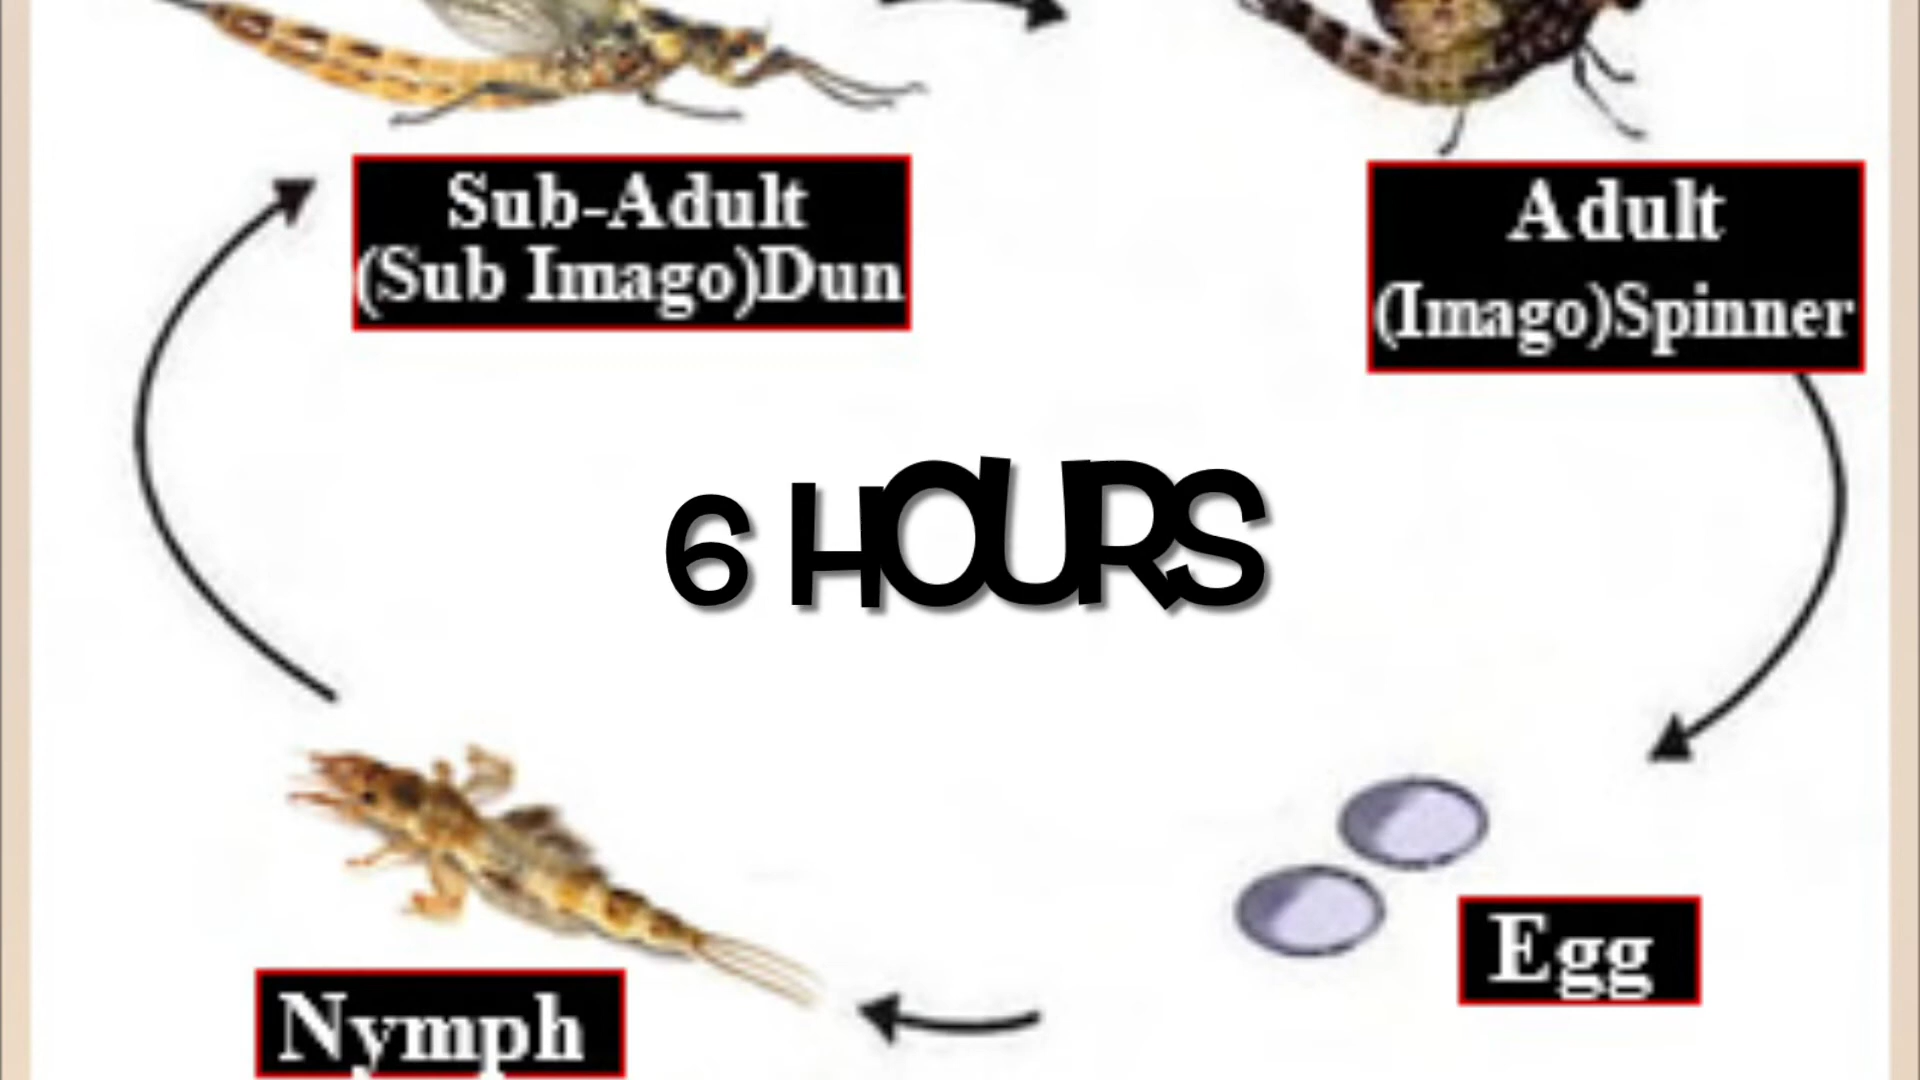 Sub-Adult
(Sub Imago)Dun
Adult
(Imago)Spinner
6 HOURS
Egg
Nymph